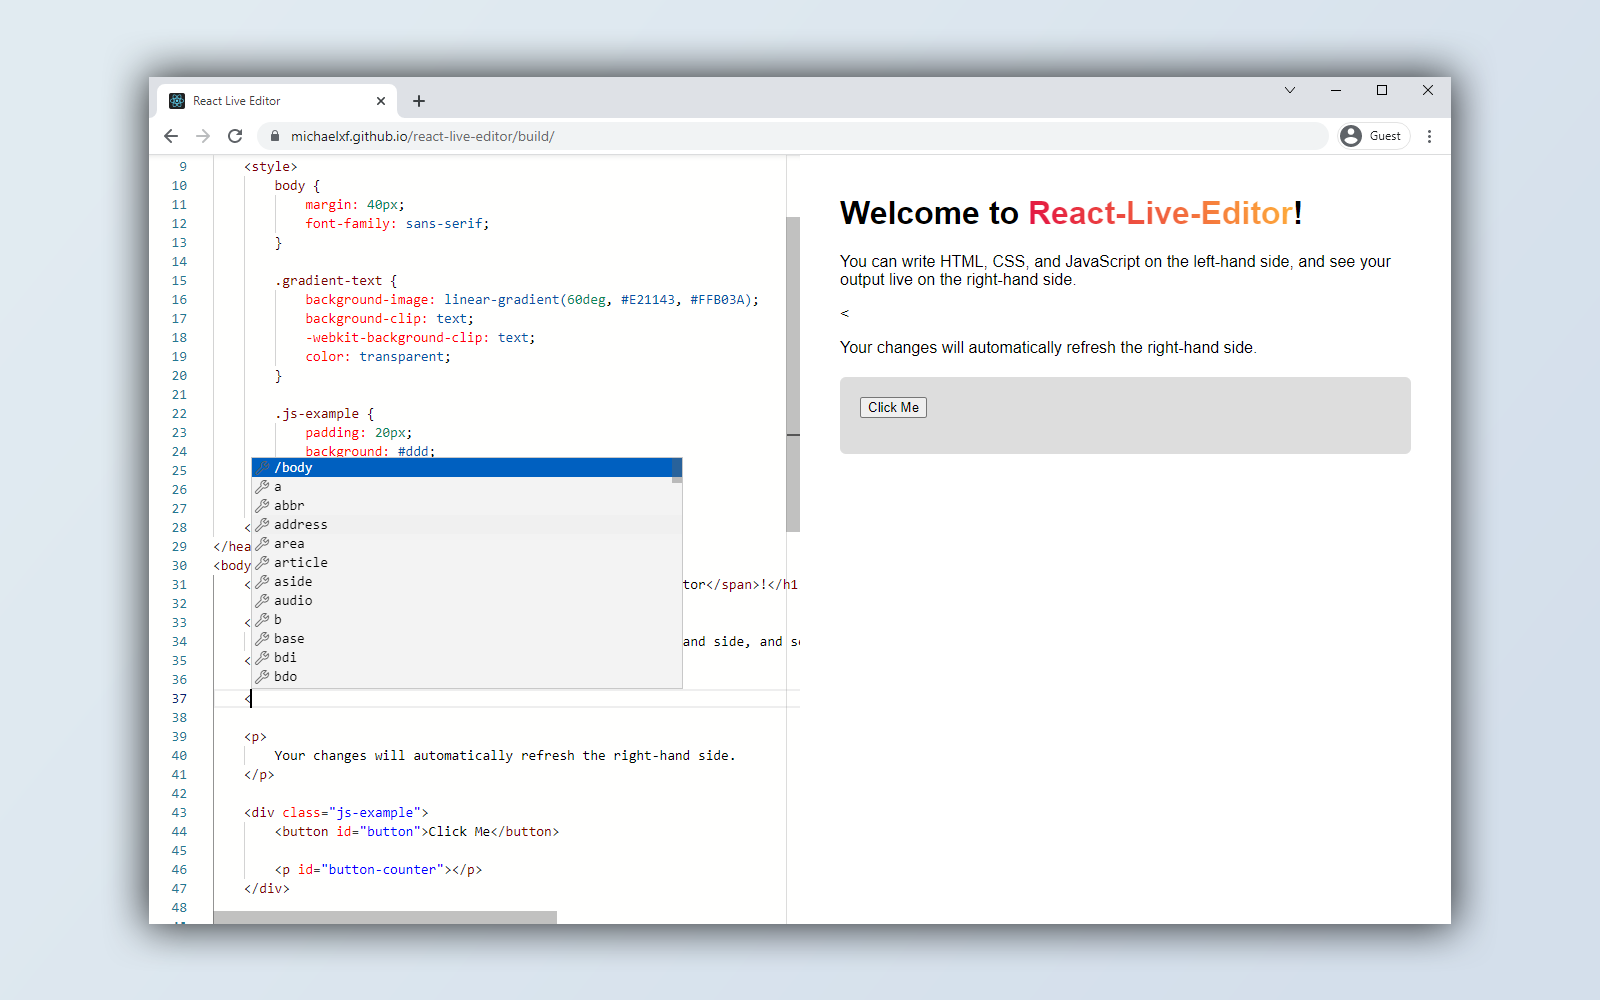 React Live Editor
michaelxf.github.io/react-live-editor/build/
Guest
9 <style>
10 body {
11 margin: 40px;
12 font-family: sans-serif;
13 }
14
15 .gradient-text {
16 background-image: linear-gradient(60deg, #E21143, #FFB03A);
17 background-clip: text;
18 -webkit-background-clip: text;
19 color: transparent;
20 }
21
22 .js-example {
23 padding: 20px;
24 background: #ddd;
25
26
27
28 <
29 </hea
30 <body
31 < tor</span>!</h1
32
33 <
34 and side, and se
35 <
36
37 <
38
39 <p>
40 Your changes will automatically refresh the right-hand side.
41 </p>
42
43 <div class="js-example">
44 <button id="button">Click Me</button>
45
46 <p id="button-counter"></p>
47 </div>
48
/body
a
abbr
address
area
article
aside
audio
b
base
bdi
bdo
Welcome to React-Live-Editor!
You can write HTML, CSS, and JavaScript on the left-hand side, and see your
output live on the right-hand side.
<
Your changes will automatically refresh the right-hand side.
Click Me